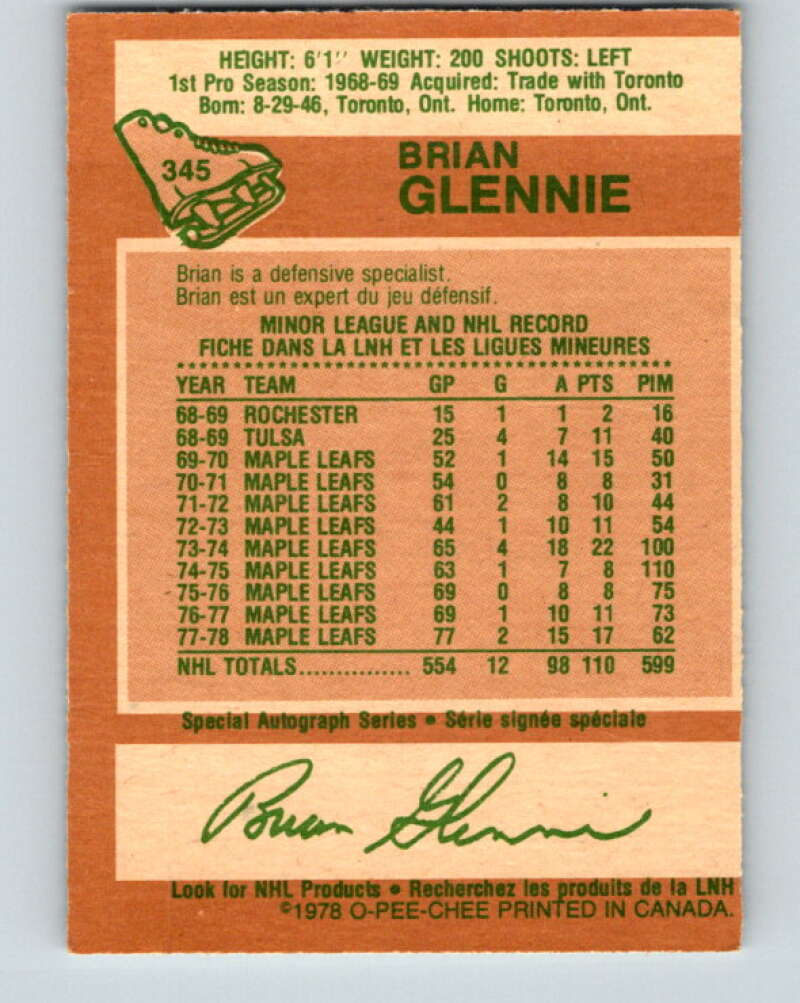 HEIGHT: 6'1" WEIGHT: 200 SHOOTS: LEFT
1st Pro Season: 1968-69 Acquired: Trade with Toronto
Born: 8-29-46, Toronto, Ont. Home: Toronto, Ont.
345
BRIAN
GLENNIE
Brian is a defensive specialist.
Brian est un expert du jeu défensif.
MINOR LEAGUE AND NHL RECORD
FICHE DANS LA LNH ET LES LIGUES MINEURES
YEAR TEAM GP G A PTS PIM
68-69 ROCHESTER 15 1 1 2 16
68-69 TULSA 25 4 7 11 40
69-70 MAPLE LEAFS 52 1 14 15 50
70-71 MAPLE LEAFS 54 0 8 8 31
71-72 MAPLE LEAFS 61 2 8 10 44
72-73 MAPLE LEAFS 44 1 10 11 54
73-74 MAPLE LEAFS 65 4 18 22 100
74-75 MAPLE LEAFS 63 1 7 8 110
75-76 MAPLE LEAFS 69 0 8 8 75
76-77 MAPLE LEAFS 69 1 10 11 73
77-78 MAPLE LEAFS 77 2 15 17 62
NHL TOTALS................ 554 12 98 110 599
Special Autograph Series • Série signée spéciale
Brian Glennie
Look for NHL Products • Recherchez les produits de la LNH
©1978 O-PEE-CHEE PRINTED IN CANADA.